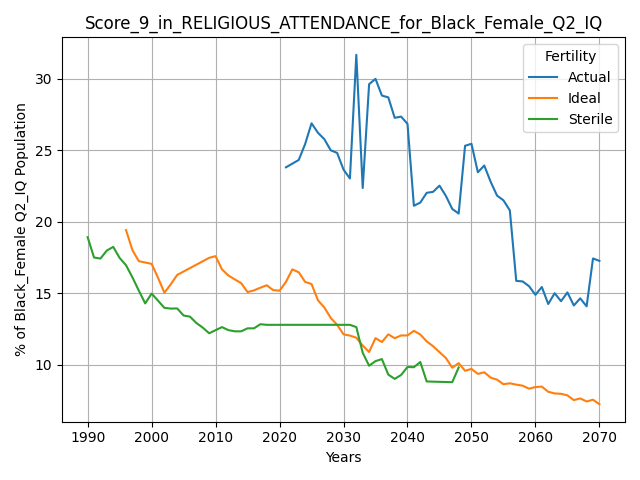 Score_9_in_RELIGIOUS_ATTENDANCE_for_Black_Female_Q2_IQ
Fertility
Actual
Ideal
Sterile
% of Black_Female Q2_IQ Population
30
25
20
15
10
1990 2000 2010 2020 2030 2040 2050 2060 2070
Years